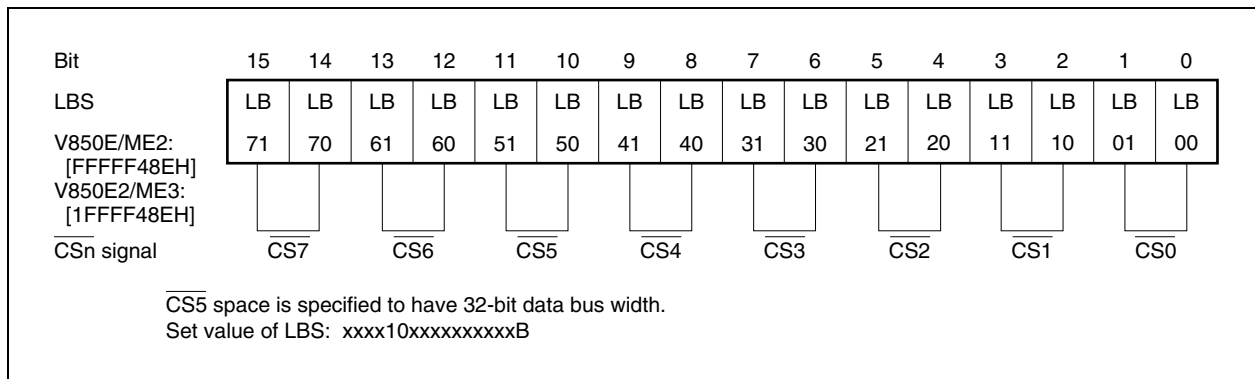 Bit 15 14 13 12 11 10 9 8 7 6 5 4 3 2 1 0
LBS LB LB LB LB LB LB LB LB LB LB LB LB LB LB LB LB
V850E/ME2: 71 70 61 60 51 50 41 40 31 30 21 20 11 10 01 00
[FFFFF48EH]
V850E2/ME3:
[1FFFF48EH]
CSn signal CS7 CS6 CS5 CS4 CS3 CS2 CS1 CS0
CS5 space is specified to have 32-bit data bus width.
Set value of LBS: xxxx10xxxxxxxxxxB